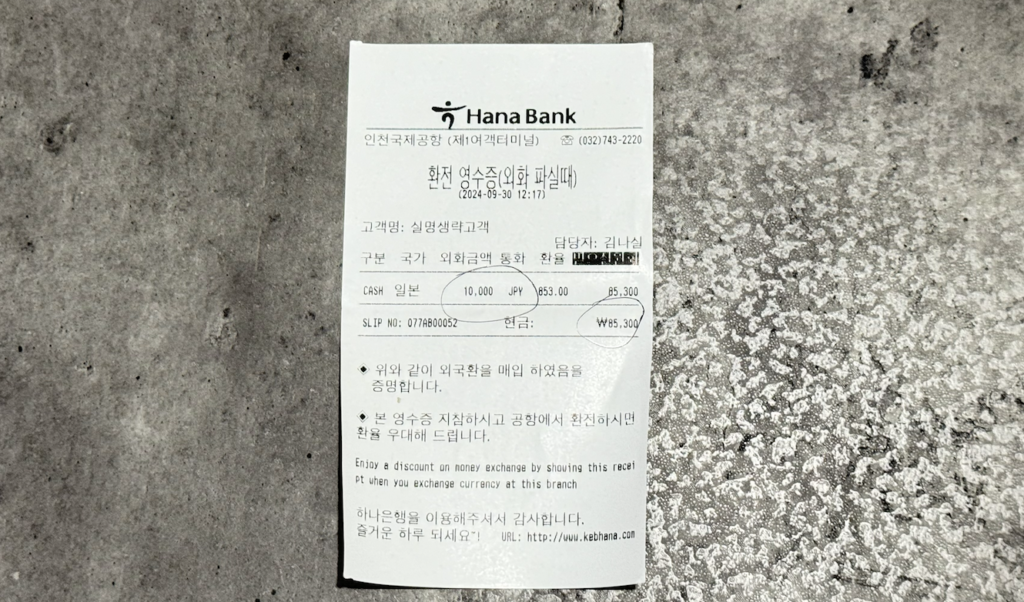 Hana Bank
인천국제공항 (제1여객터미널) ☏ (032)743-2220
환전 영수증(외화 파실때)
(2024-09-30 12:17)
고객명: 실명생략고객
담당자: 김나실
구분 국가 외화금액 통화 환율
CASH 일본 10,000 JPY 853.00 85,300
SLIP NO: 077AB00052 현금: ₩85,300
◆ 위와 같이 외국환을 매입 하였음을
증명합니다.
◆ 본 영수증 지참하시고 공항에서 환전하시면
환율 우대해 드립니다.
Enjoy a discount on money exchange by showing this recei
pt when you exchange currency at this branch
하나은행을 이용해주셔서 감사합니다.
즐거운 하루 되세요~! URL: http://www.kebhana.com